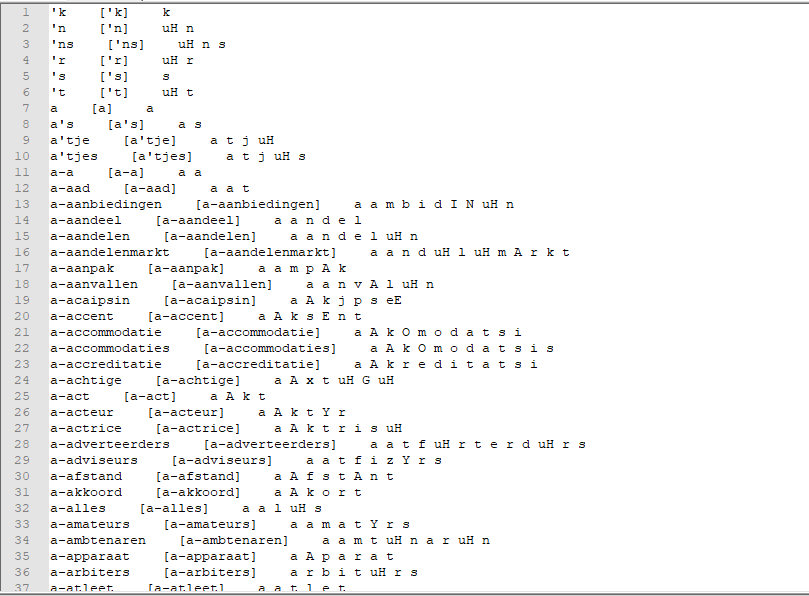 1 'k ['k] k
2 'n ['n] uH n
3 'ns ['ns] uH n s
4 'r ['r] uH r
5 's ['s] s
6 't ['t] uH t
7 a [a] a
8 a's [a's] a s
9 a'tje [a'tje] a t j uH
10 a'tjes [a'tjes] a t j uH s
11 a-a [a-a] a a
12 a-aad [a-aad] a a t
13 a-aanbiedingen [a-aanbiedingen] a a m b i d I N uH n
14 a-aandeel [a-aandeel] a a n d e l
15 a-aandelen [a-aandelen] a a n d e l uH n
16 a-aandelenmarkt [a-aandelenmarkt] a a n d uH l uH m A r k t
17 a-aanpak [a-aanpak] a a m p A k
18 a-aanvallen [a-aanvallen] a a n v A l uH n
19 a-acaipsin [a-acaipsin] a A k j p s eE
20 a-accent [a-accent] a A k s E n t
21 a-accommodatie [a-accommodatie] a A k O m o d a t s i
22 a-accommodaties [a-accommodaties] a A k O m o d a t s i s
23 a-accreditatie [a-accreditatie] a A k r e d i t a t s i
24 a-achtige [a-achtige] a A x t uH G uH
25 a-act [a-act] a A k t
26 a-acteur [a-acteur] a A k t Y r
27 a-actrice [a-actrice] a A k t r i s uH
28 a-adverteerders [a-adverteerders] a a t f uH r t e r d uH r s
29 a-adviseurs [a-adviseurs] a a t f i z Y r s
30 a-afstand [a-afstand] a A f s t A n t
31 a-akkoord [a-akkoord] a A k o r t
32 a-alles [a-alles] a a l uH s
33 a-amateurs [a-amateurs] a a m a t Y r s
34 a-ambtenaren [a-ambtenaren] a a m t uH n a r uH n
35 a-apparaat [a-apparaat] a A p a r a t
36 a-arbiters [a-arbiters] a r b i t uH r s
37 a-atleet [a-atleet] a a t l e t